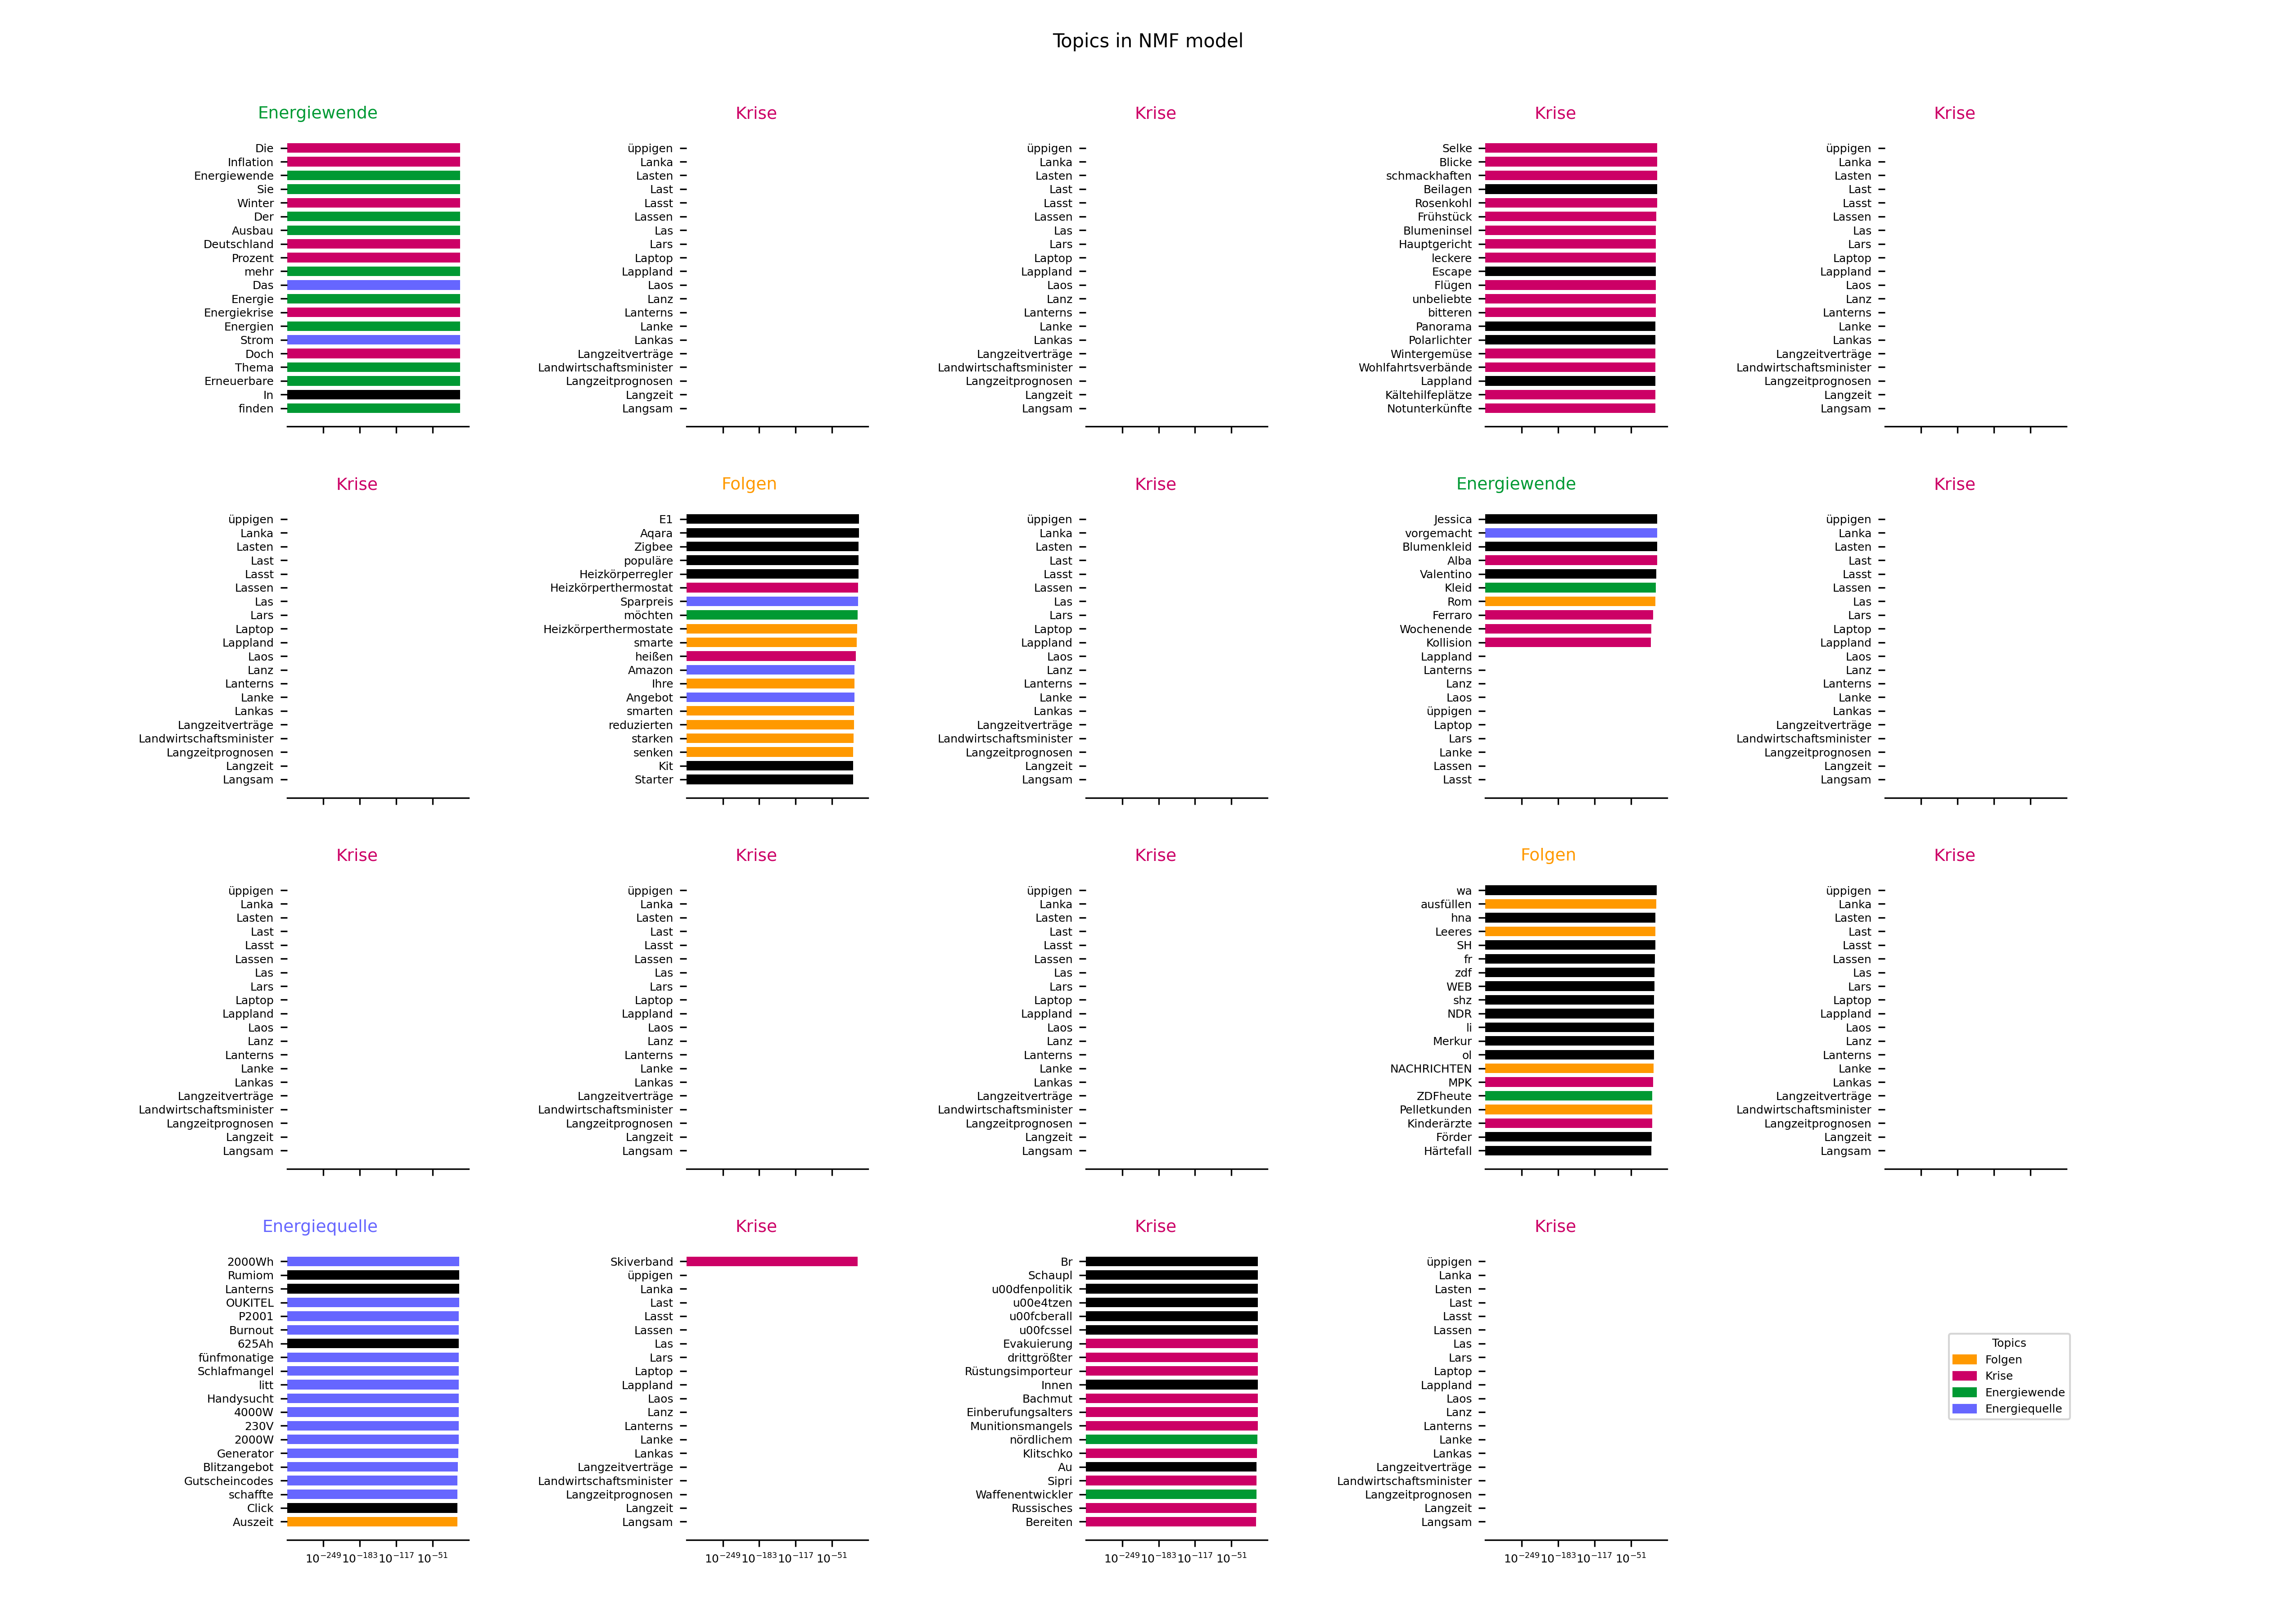 Topics in NMF model
Energiewende
Die
Inflation
Energiewende
Sie
Winter
Der
Ausbau
Deutschland
Prozent
mehr
Das
Energie
Energiekrise
Energien
Strom
Doch
Thema
Erneuerbare
In
finden
Krise
üppigen
Lanka
Lasten
Last
Lasst
Lassen
Las
Lars
Laptop
Lappland
Laos
Lanz
Lanterns
Lanke
Lankas
Langzeitverträge
Landwirtschaftsminister
Langzeitprognosen
Langzeit
Langsam
Krise
üppigen
Lanka
Lasten
Last
Lasst
Lassen
Las
Lars
Laptop
Lappland
Laos
Lanz
Lanterns
Lanke
Lankas
Langzeitverträge
Landwirtschaftsminister
Langzeitprognosen
Langzeit
Langsam
Krise
Selke
Blicke
schmackhaften
Beilagen
Rosenkohl
Frühstück
Blumeninsel
Hauptgericht
leckere
Escape
Flügen
unbeliebte
bitteren
Panorama
Polarlichter
Wintergemüse
Wohlfahrtsverbände
Lappland
Kältehilfeplätze
Notunterkünfte
Krise
üppigen
Lanka
Lasten
Last
Lasst
Lassen
Las
Lars
Laptop
Lappland
Laos
Lanz
Lanterns
Lanke
Lankas
Langzeitverträge
Landwirtschaftsminister
Langzeitprognosen
Langzeit
Langsam
Krise
üppigen
Lanka
Lasten
Last
Lasst
Lassen
Las
Lars
Laptop
Lappland
Laos
Lanz
Lanterns
Lanke
Lankas
Langzeitverträge
Landwirtschaftsminister
Langzeitprognosen
Langzeit
Langsam
Folgen
E1
Aqara
Zigbee
populäre
Heizkörperregler
Heizkörperthermostat
Sparpreis
möchten
Heizkörperthermostate
smarte
heißen
Amazon
Ihre
Angebot
smarten
reduzierten
starken
senken
Kit
Starter
Krise
üppigen
Lanka
Lasten
Last
Lasst
Lassen
Las
Lars
Laptop
Lappland
Laos
Lanz
Lanterns
Lanke
Lankas
Langzeitverträge
Landwirtschaftsminister
Langzeitprognosen
Langzeit
Langsam
Energiewende
Jessica
vorgemacht
Blumenkleid
Alba
Valentino
Kleid
Rom
Ferraro
Wochenende
Kollision
Lappland
Lanterns
Lanz
Laos
üppigen
Laptop
Lars
Lanke
Lassen
Lasst
Krise
üppigen
Lanka
Lasten
Last
Lasst
Lassen
Las
Lars
Laptop
Lappland
Laos
Lanz
Lanterns
Lanke
Lankas
Langzeitverträge
Landwirtschaftsminister
Langzeitprognosen
Langzeit
Langsam
Krise
üppigen
Lanka
Lasten
Last
Lasst
Lassen
Las
Lars
Laptop
Lappland
Laos
Lanz
Lanterns
Lanke
Lankas
Langzeitverträge
Landwirtschaftsminister
Langzeitprognosen
Langzeit
Langsam
Krise
üppigen
Lanka
Lasten
Last
Lasst
Lassen
Las
Lars
Laptop
Lappland
Laos
Lanz
Lanterns
Lanke
Lankas
Langzeitverträge
Landwirtschaftsminister
Langzeitprognosen
Langzeit
Langsam
Krise
üppigen
Lanka
Lasten
Last
Lasst
Lassen
Las
Lars
Laptop
Lappland
Laos
Lanz
Lanterns
Lanke
Lankas
Langzeitverträge
Landwirtschaftsminister
Langzeitprognosen
Langzeit
Langsam
Folgen
wa
ausfüllen
hna
Leeres
SH
fr
zdf
WEB
shz
NDR
li
Merkur
ol
NACHRICHTEN
MPK
ZDFheute
Pelletkunden
Kinderärzte
Förder
Härtefall
Krise
üppigen
Lanka
Lasten
Last
Lasst
Lassen
Las
Lars
Laptop
Lappland
Laos
Lanz
Lanterns
Lanke
Lankas
Langzeitverträge
Landwirtschaftsminister
Langzeitprognosen
Langzeit
Langsam
Energiequelle
2000Wh
Rumiom
Lanterns
OUKITEL
P2001
Burnout
625Ah
fünfmonatige
Schlafmangel
litt
Handysucht
4000W
230V
2000W
Generator
Blitzangebot
Gutscheincodes
schaffte
Click
Auszeit
10⁻²⁴⁹ 10⁻¹⁸³ 10⁻¹¹⁷ 10⁻⁵¹
Krise
Skiverband
üppigen
Lanka
Last
Lasst
Lassen
Las
Lars
Laptop
Lappland
Laos
Lanz
Lanterns
Lanke
Lankas
Langzeitverträge
Landwirtschaftsminister
Langzeitprognosen
Langzeit
Langsam
10⁻²⁴⁹ 10⁻¹⁸³ 10⁻¹¹⁷ 10⁻⁵¹
Krise
Br
Schaupl
u00dfenpolitik
u00e4tzen
u00fcberall
u00fcssel
Evakuierung
drittgrößter
Rüstungsimporteur
Innen
Bachmut
Einberufungsalters
Munitionsmangels
nördlichem
Klitschko
Au
Sipri
Waffenentwickler
Russisches
Bereiten
10⁻²⁴⁹ 10⁻¹⁸³ 10⁻¹¹⁷ 10⁻⁵¹
Krise
üppigen
Lanka
Lasten
Last
Lasst
Lassen
Las
Lars
Laptop
Lappland
Laos
Lanz
Lanterns
Lanke
Lankas
Langzeitverträge
Landwirtschaftsminister
Langzeitprognosen
Langzeit
Langsam
10⁻²⁴⁹ 10⁻¹⁸³ 10⁻¹¹⁷ 10⁻⁵¹
Topics
Folgen
Krise
Energiewende
Energiequelle